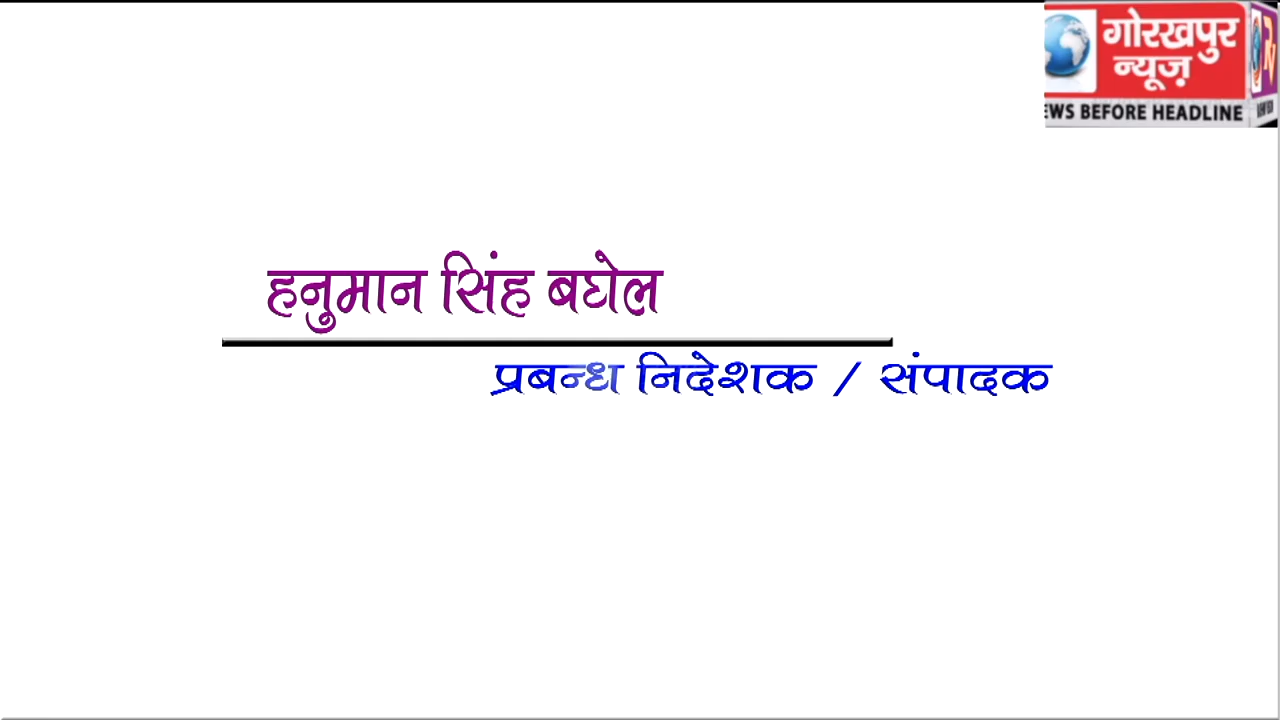 गोरखपुर
न्यूज़
EWS BEFORE HEADLINE
हनुमान सिंह बघेल
प्रबन्ध निदेशक / संपादक